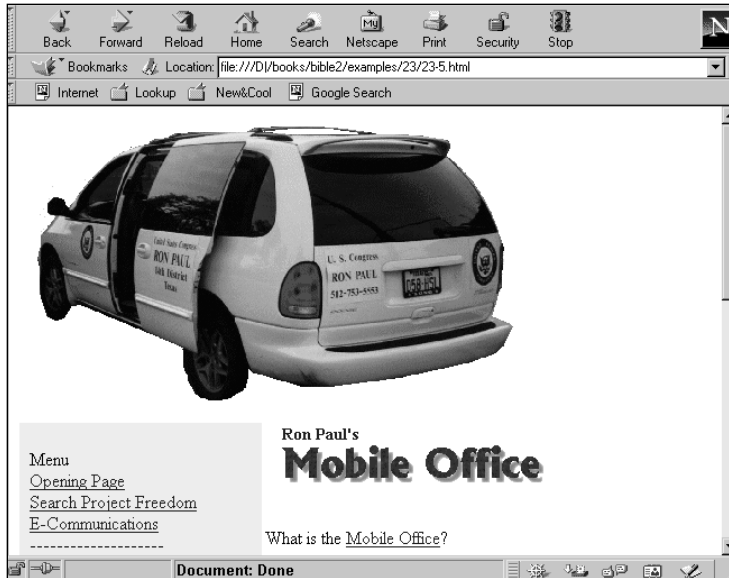 Back Forward Reload Home Search Netscape Print Security Stop
Bookmarks Location: file:///D|/books/bible2/examples/23/23-5.html
Internet Lookup New&Cool Google Search
United States Congress
RON PAUL
14th District
Texas
U. S. Congress
RON PAUL
512-753-5553
Ron Paul's
Mobile Office
Menu
Opening Page
Search Project Freedom
E-Communications
--------------------
What is the Mobile Office?
Document: Done